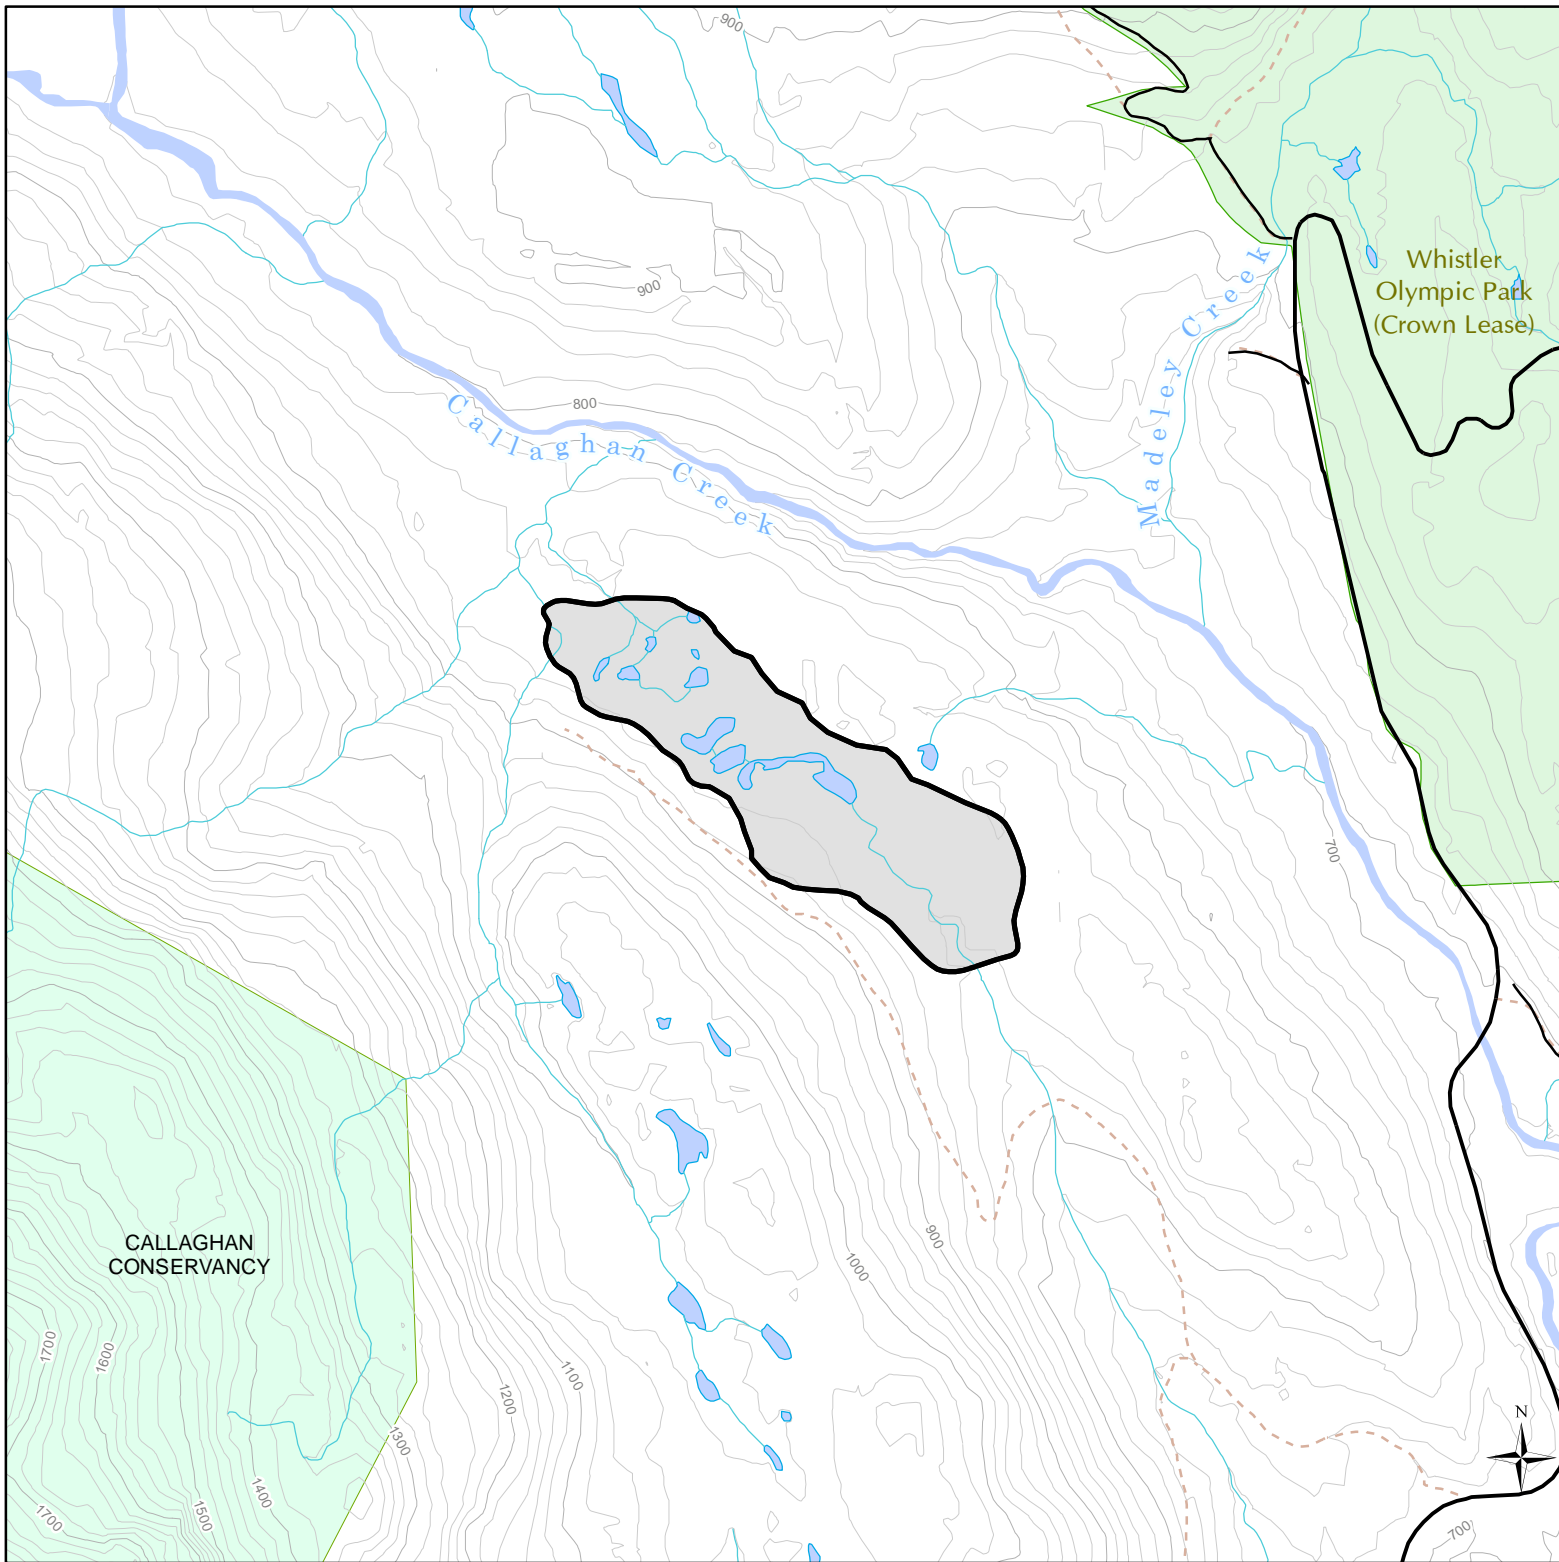 900
Whistler
Olympic Park
(Crown Lease)
900
Madeley Creek
800
Callaghan Creek
700
CALLAGHAN
CONSERVANCY
900
1000
1700
1600
1100
1200
1300
1400
1500
1700
N
700